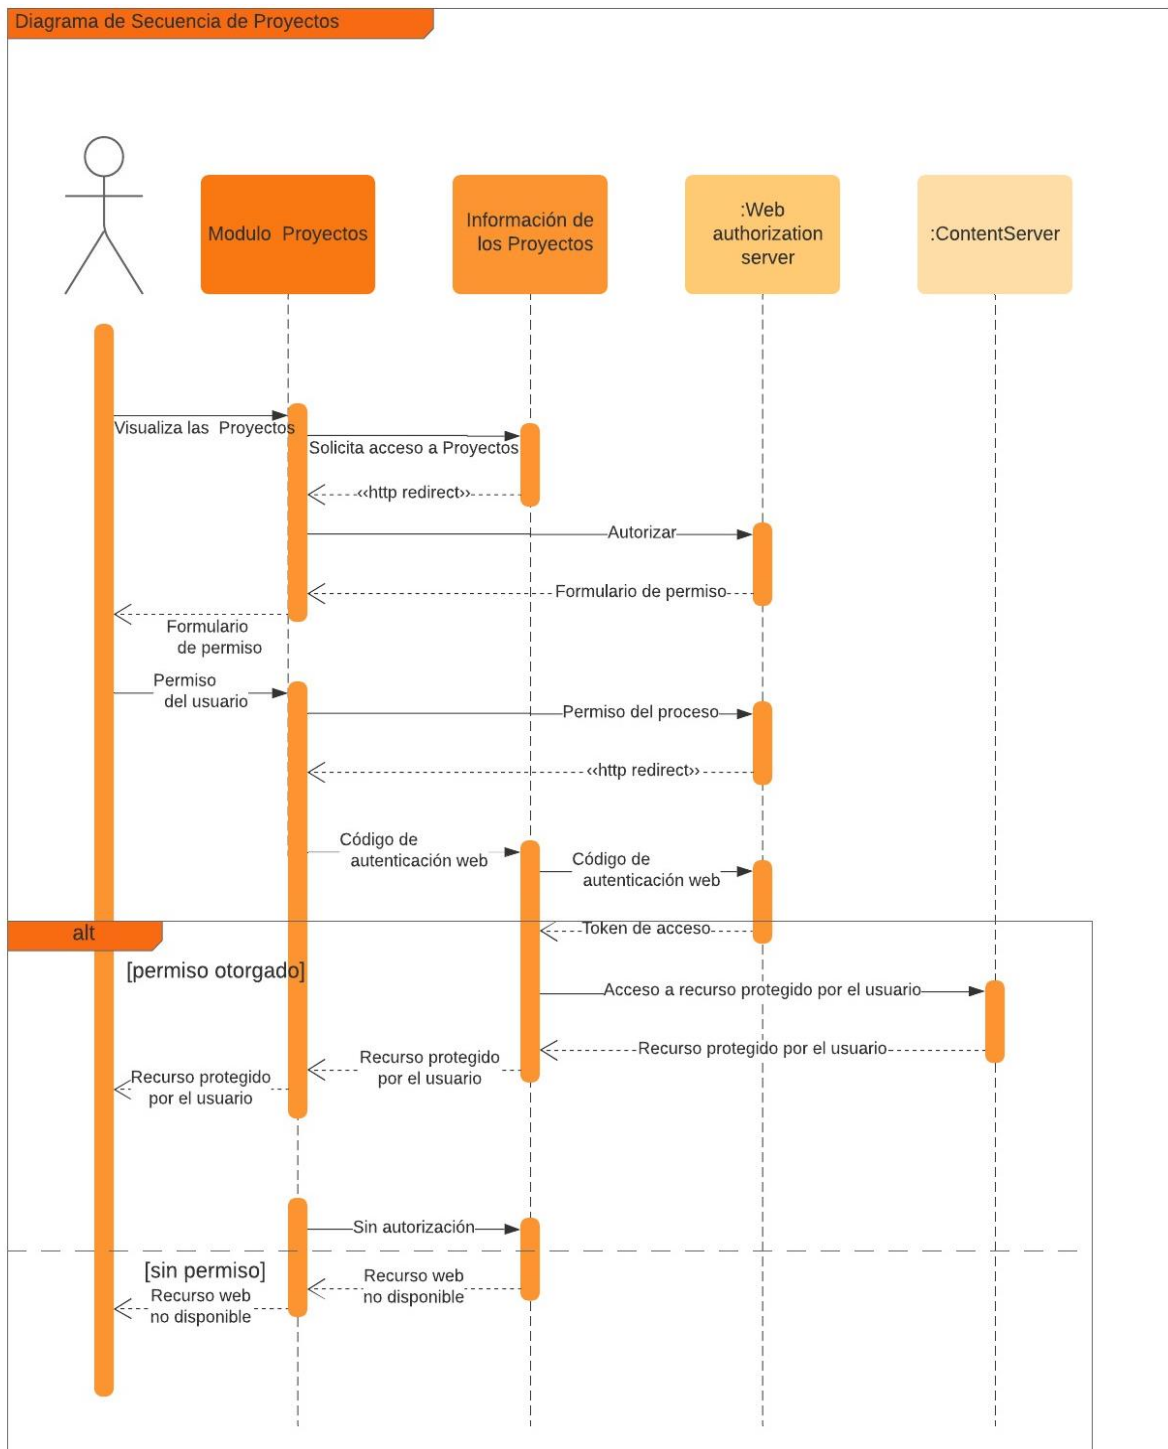 Diagrama de Secuencia de Proyectos
Modulo Proyectos
Información de
los Proyectos
:Web
authorization
server
:ContentServer
Visualiza las Proyectos
Solicita acceso a Proyectos
‹‹http redirect››
Autorizar
Formulario de permiso
Formulario
de permiso
Permiso
del usuario
Permiso del proceso
‹‹http redirect››
Código de
autenticación web
Código de
autenticación web
Token de acceso
alt
[permiso otorgado]
Acceso a recurso protegido por el usuario
Recurso protegido por el usuario
Recurso protegido
por el usuario
Recurso protegido
por el usuario
Sin autorización
[sin permiso]
Recurso web
no disponible
Recurso web
no disponible